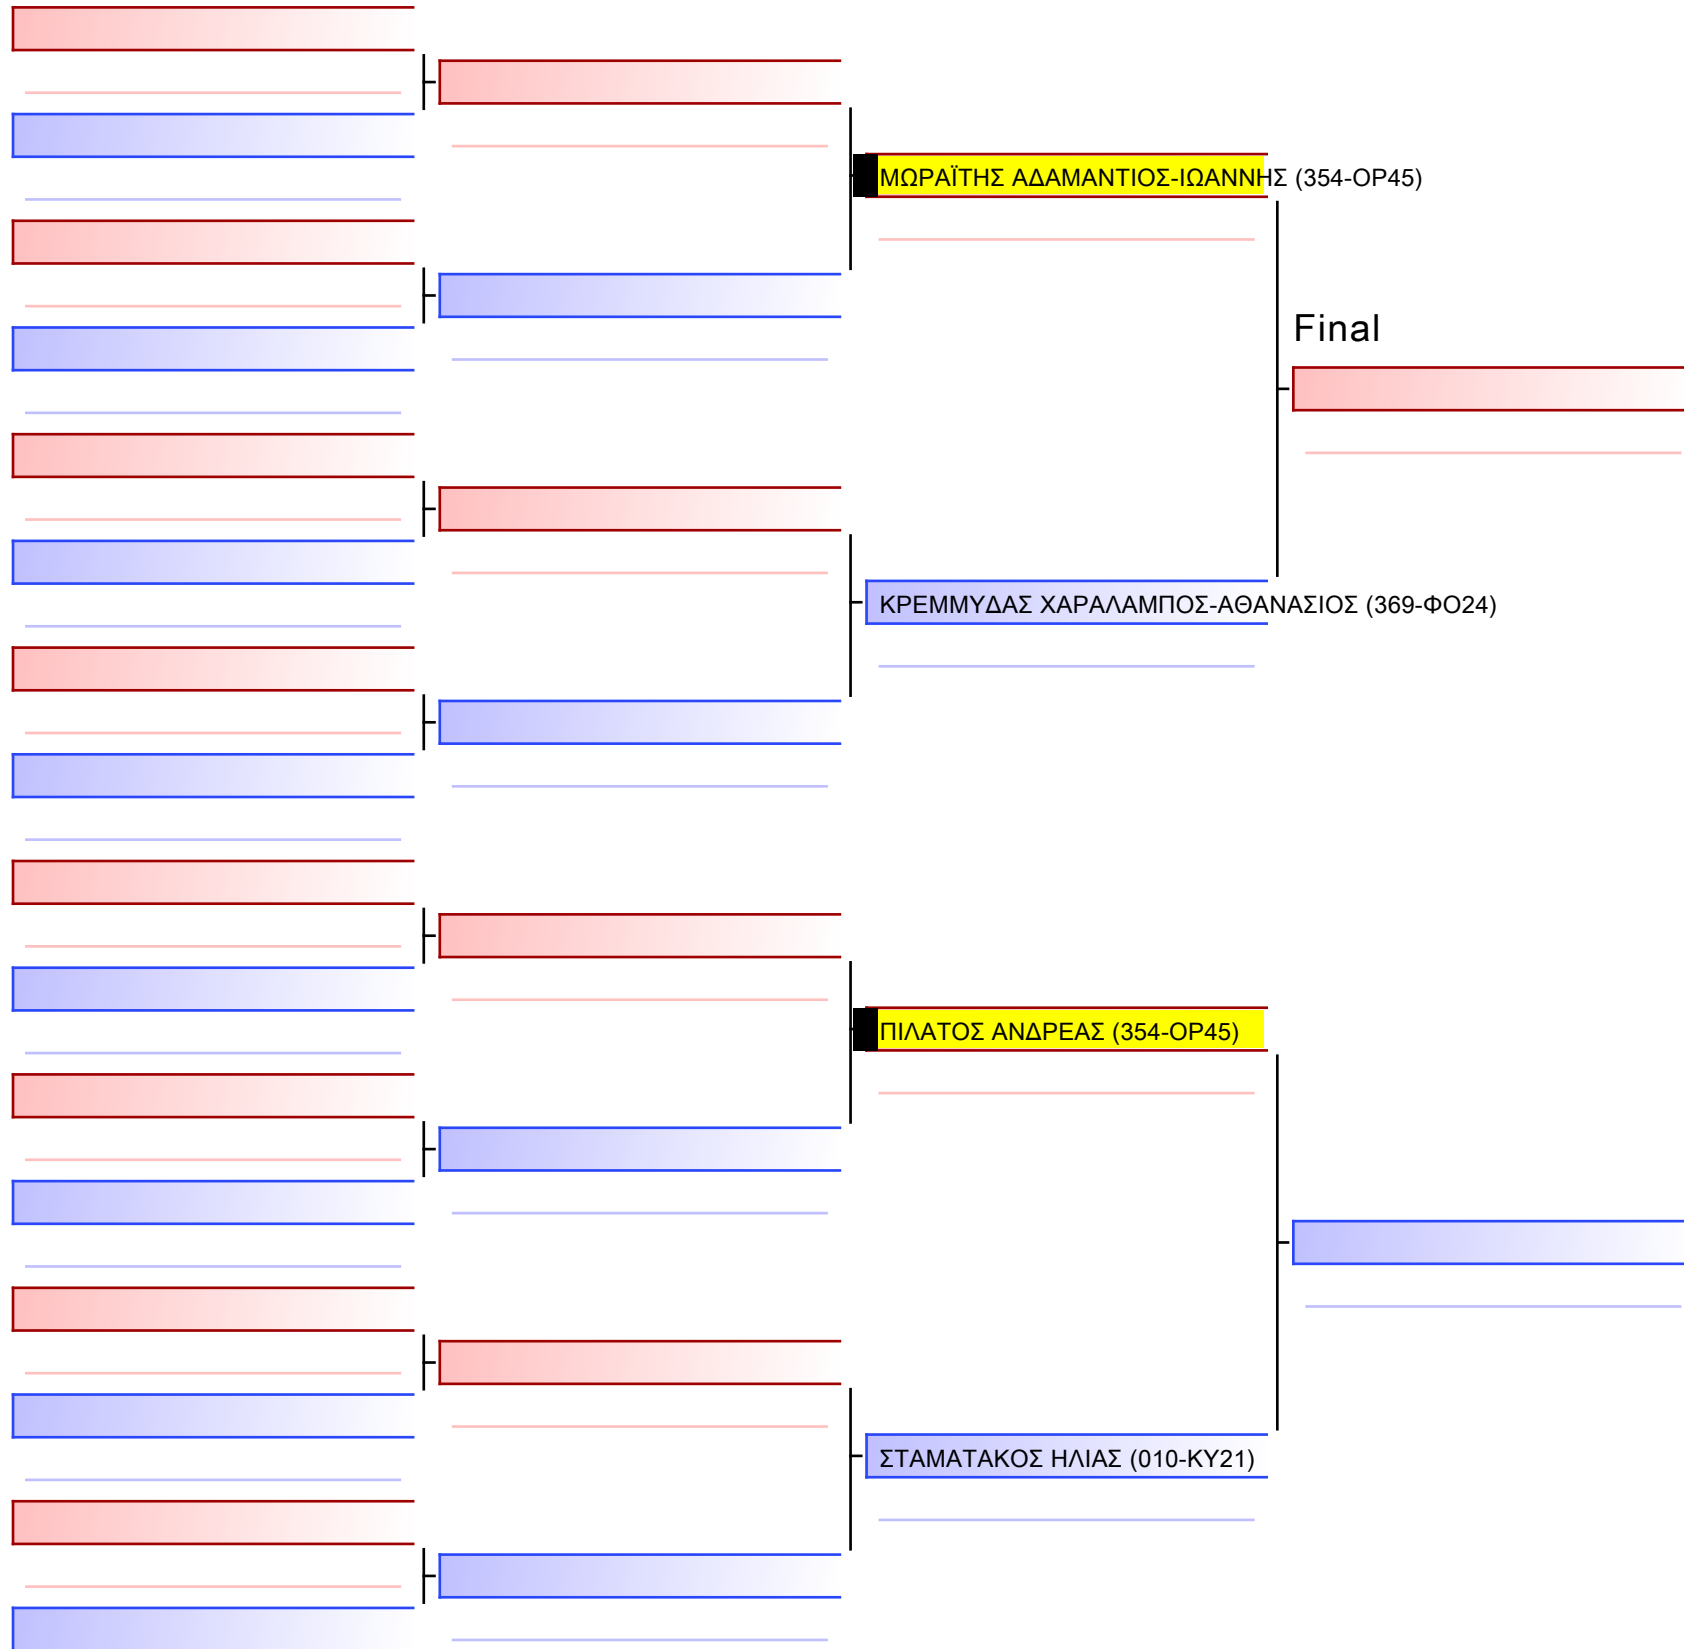 ΜΩΡΑΪΤΗΣ ΑΔΑΜΑΝΤΙΟΣ-ΙΩΑΝΝΗΣ (354-ΟΡ45)
Final
ΚΡΕΜΜΥΔΑΣ ΧΑΡΑΛΑΜΠΟΣ-ΑΘΑΝΑΣΙΟΣ (369-ΦΟ24)
ΠΙΛΑΤΟΣ ΑΝΔΡΕΑΣ (354-ΟΡ45)
ΣΤΑΜΑΤΑΚΟΣ ΗΛΙΑΣ (010-ΚΥ21)